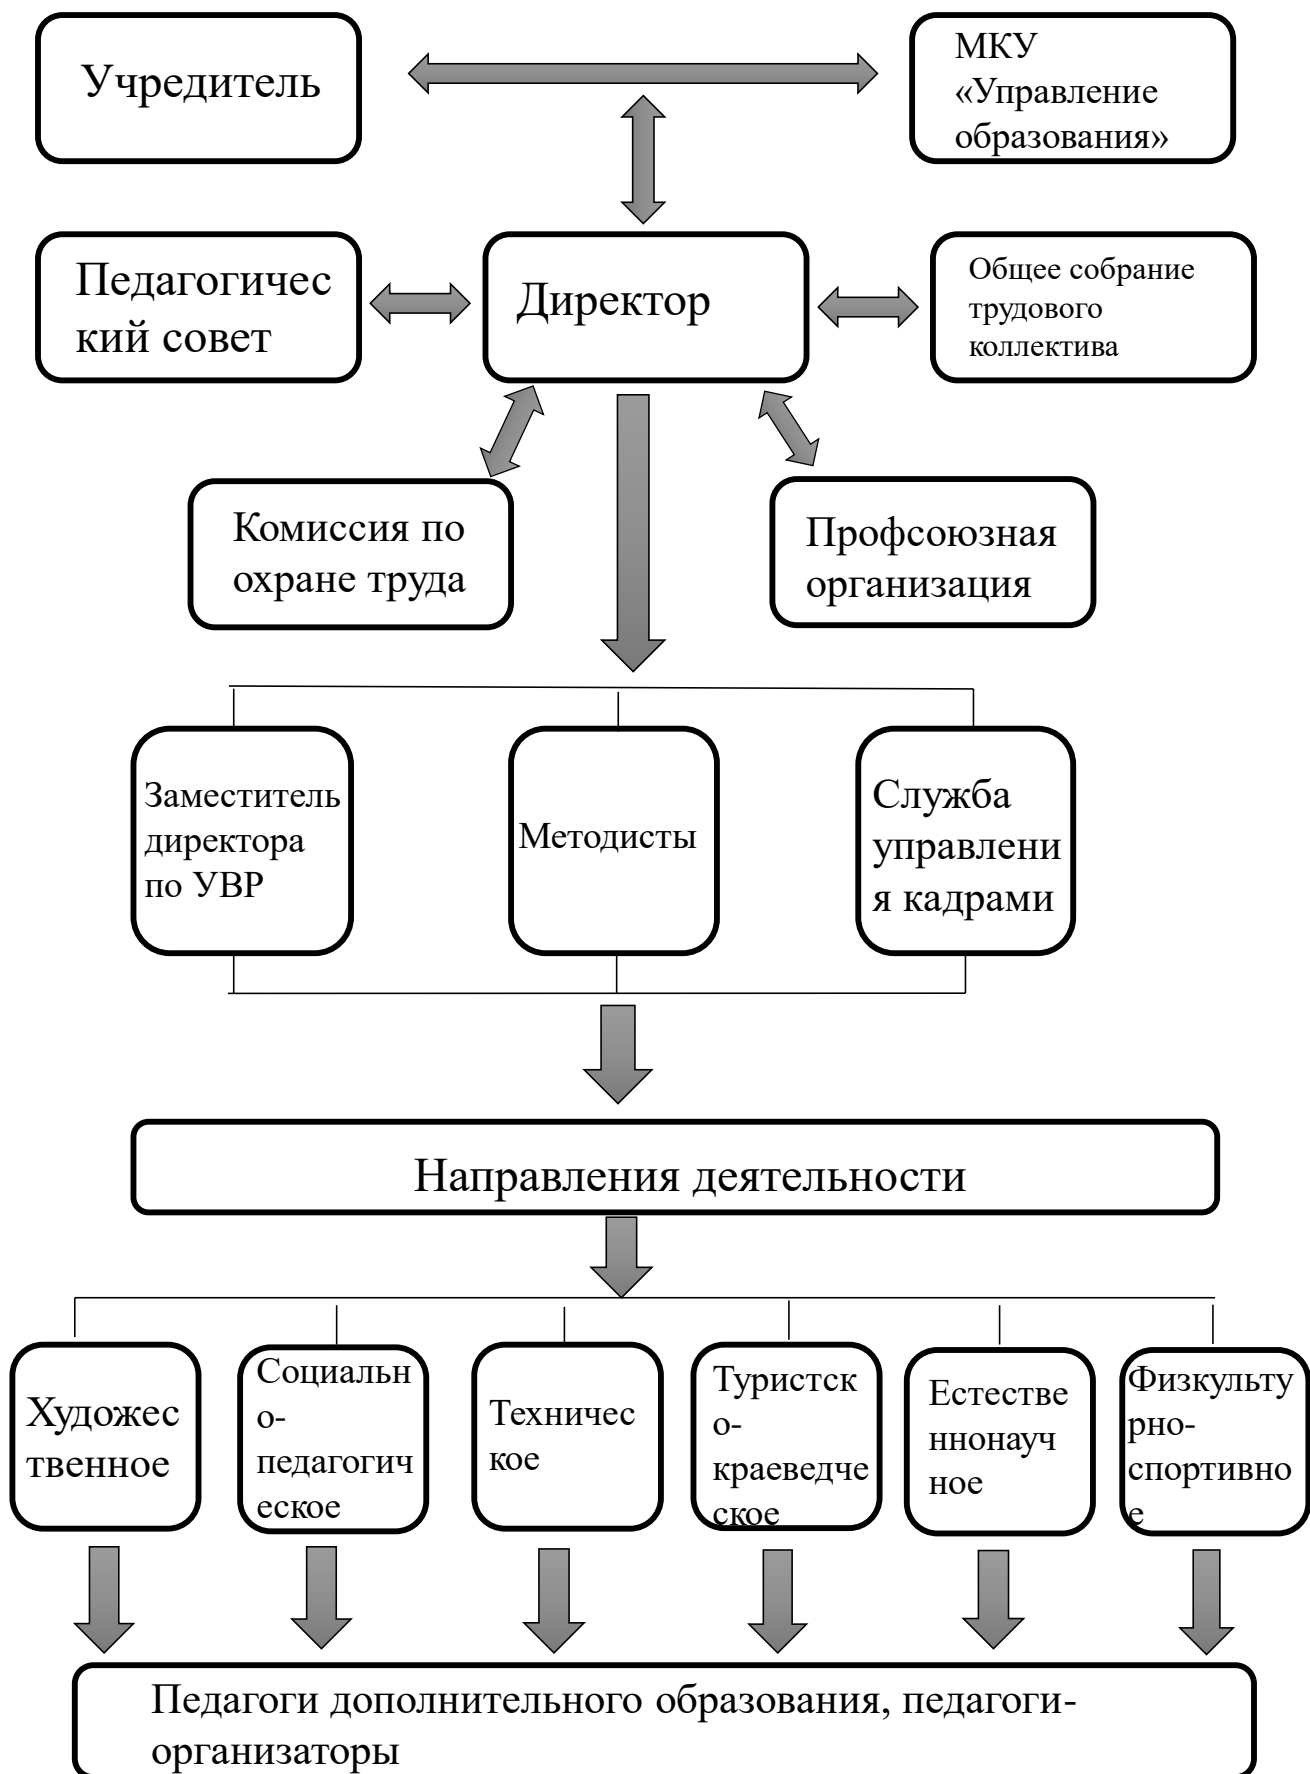 Учредитель
МКУ
«Управление
образования»
Педагогичес
кий совет
Директор
Общее собрание
трудового
коллектива
Комиссия по
охране труда
Профсоюзная
организация
Заместитель
директора
по УВР
Методисты
Служба
управлени
я кадрами
Направления деятельности
Художес
твенное
Социальн
о-
педагогич
еское
Техничес
кое
Туристск
о-
краеведче
ское
Естестве
ннонауч
ное
Физкульту
рно-
спортивно
е
Педагоги дополнительного образования, педагоги-
организаторы